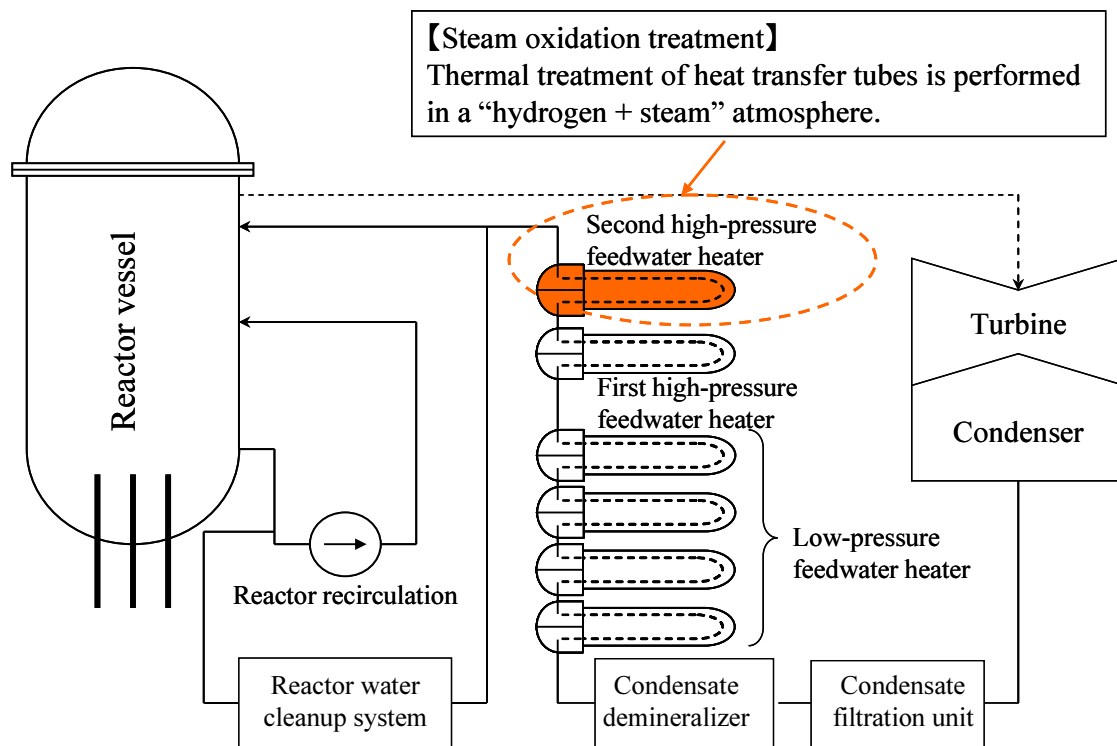 【Steam oxidation treatment】
Thermal treatment of heat transfer tubes is performed
in a “hydrogen + steam” atmosphere.
Second high-pressure
feedwater heater
Reactor vessel
Turbine
First high-pressure
feedwater heater
Condenser
Low-pressure
feedwater heater
Reactor recirculation
Reactor water
cleanup system
Condensate
demineralizer
Condensate
filtration unit